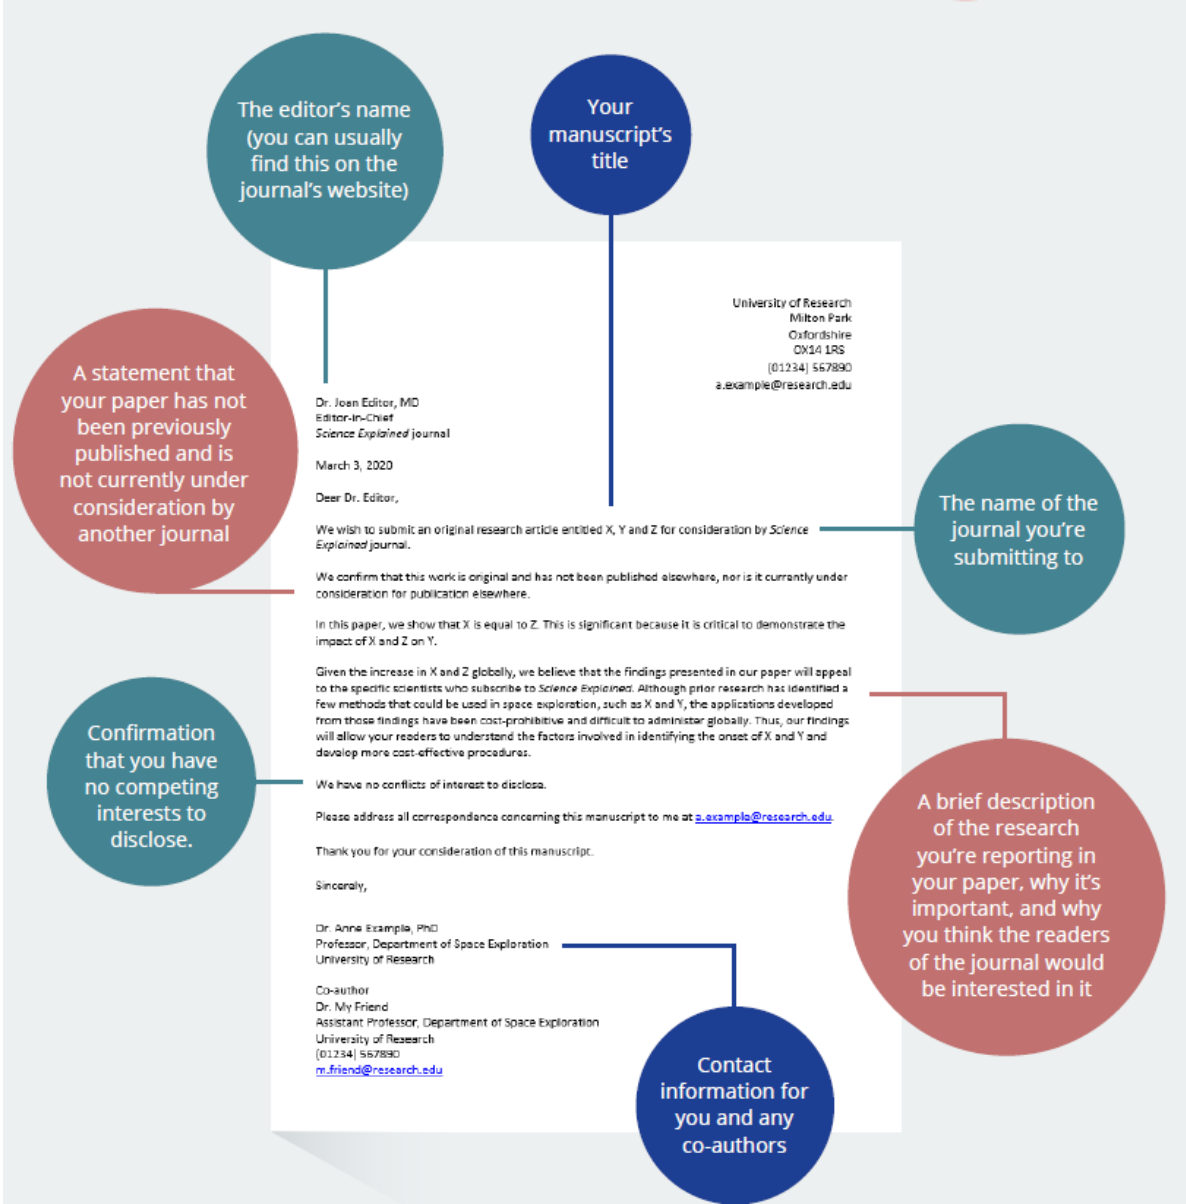 The editor's name
(you can usually
find this on the
journal's website)
Your
manuscript's
title
A statement that
your paper has not
been previously
published and is
not currently under
consideration by
another journal
University of Research
Milton Park
Oxfordshire
OX14 1RS
(01234) 567890
a.example@research.edu
Dr. Joan Editor, MD
Editor-in-Chief
Science Explained journal
March 3, 2020
Dear Dr. Editor,
We wish to submit an original research article entitled X, Y and Z for consideration by Science
Explained journal.
We confirm that this work is original and has not been published elsewhere, nor is it currently under
consideration for publication elsewhere.
In this paper, we show that X is equal to Z. This is significant because it is critical to demonstrate the
impact of X and Z on Y.
Given the increase in X and Z globally, we believe that the findings presented in our paper will appeal
to the specific scientists who subscribe to Science Explained. Although prior research has identified a
few methods that could be used in space exploration, such as X and Y, the applications developed
from those findings have been cost-prohibitive and difficult to administer globally. Thus, our findings
will allow your readers to understand the factors involved in identifying the onset of X and Y and
develop more cost-effective procedures.
We have no conflicts of interest to disclose.
Please address all correspondence concerning this manuscript to me at a.example@research.edu.
Thank you for your consideration of this manuscript.
Sincerely,
Dr. Anne Example, PhD
Professor, Department of Space Exploration
University of Research
Co-author
Dr. My Friend
Assistant Professor, Department of Space Exploration
University of Research
(01234) 567890
m.friend@research.edu
The name of the
journal you're
submitting to
Confirmation
that you have
no competing
interests to
disclose.
A brief description
of the research
you're reporting in
your paper, why it's
important, and why
you think the readers
of the journal would
be interested in it
Contact
information for
you and any
co-authors